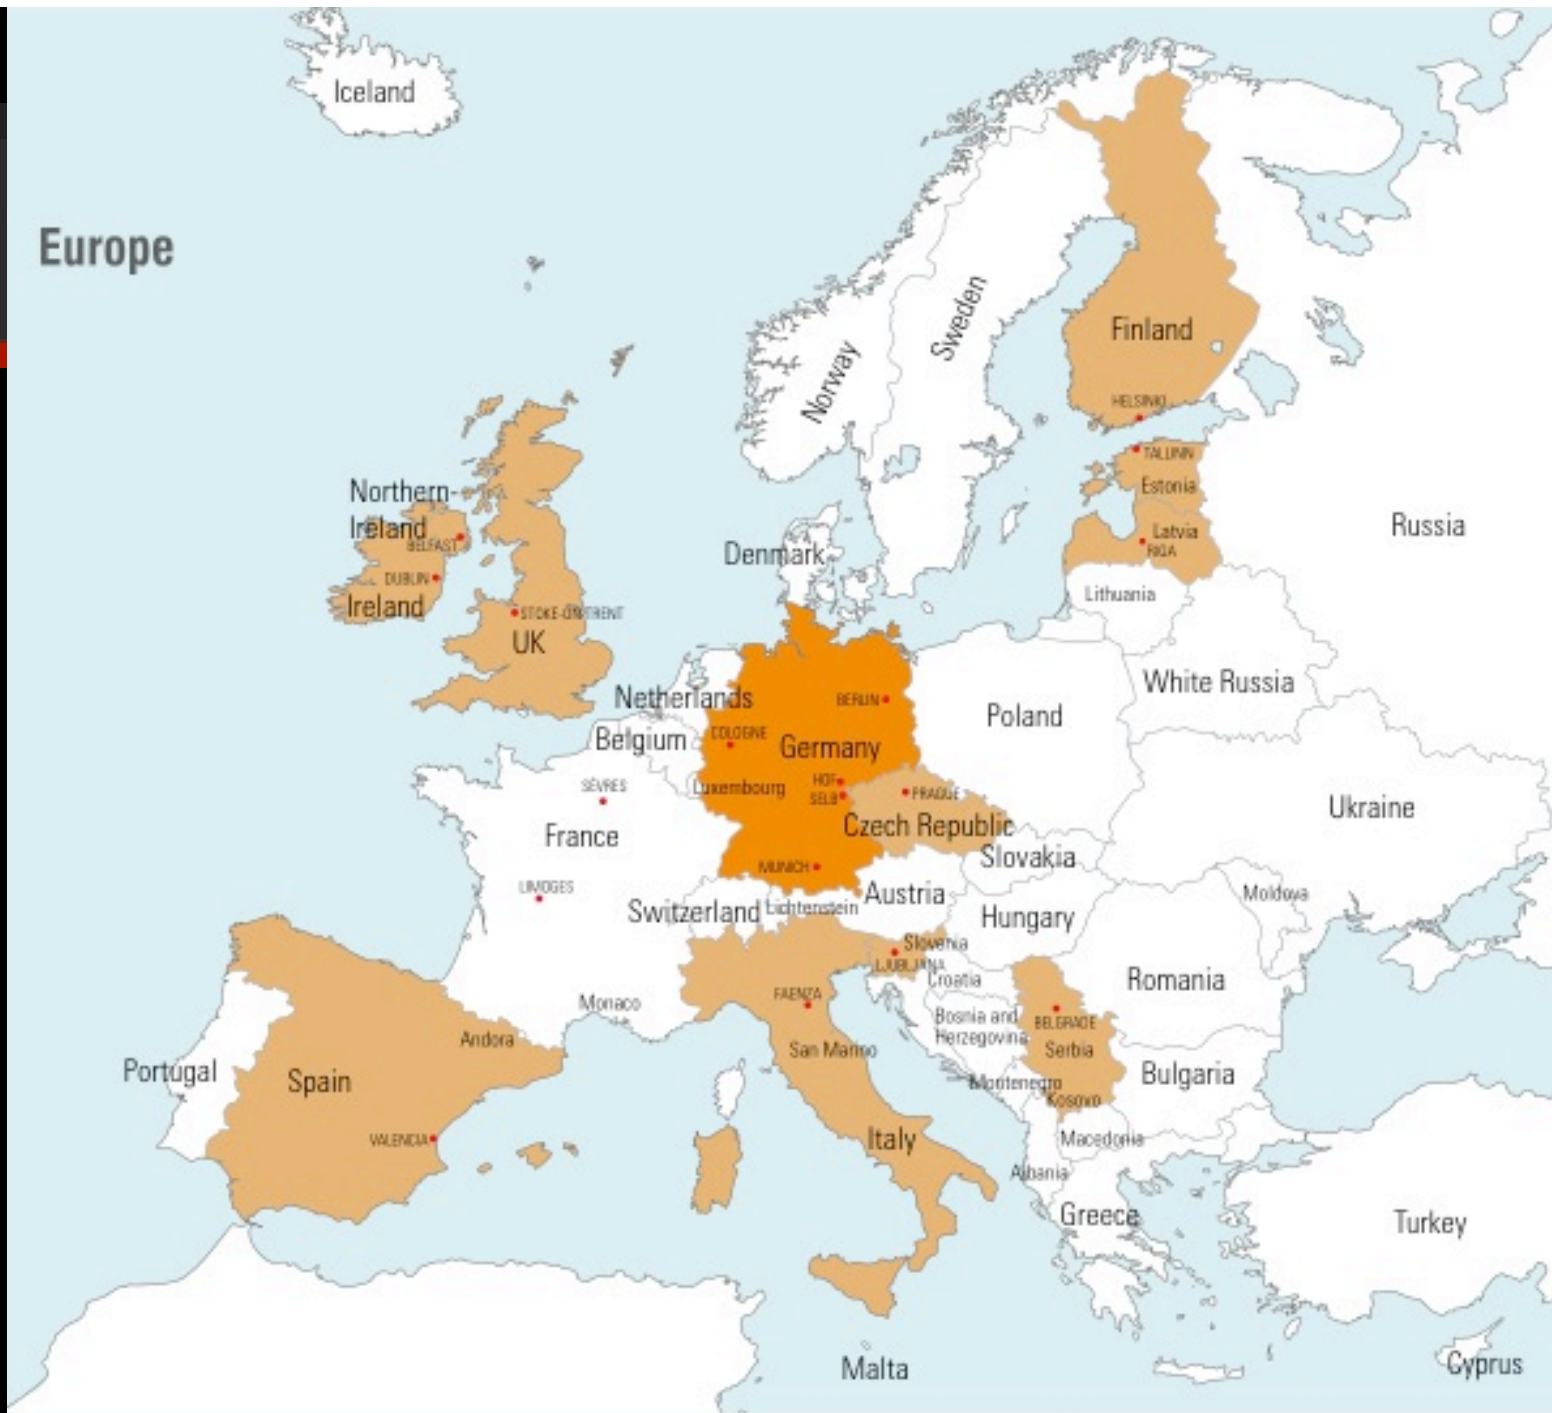 Iceland
Europe
Sweden
Finland
Norway
HELSINKI
TALLINN
Estonia
Northern-
Ireland
BELFAST
Latvia
RIGA
Russia
Denmark
DUBLIN
Ireland
Lithuania
STOKE-ON-TRENT
UK
White Russia
Netherlands
BERLIN
Poland
Belgium
COLOGNE
Germany
HOF
SELB
Luxembourg
SÈVRES
PRAGUE
Ukraine
France
Czech Republic
Slovakia
MUNICH
LIMOGES
Austria
Moldova
Switzerland
Lichtenstein
Hungary
Slovenia
LJUBLJANA
Croatia
Romania
FAENZA
Monaco
Bosnia and
Herzegovina
BELGRADE
Andora
San Marino
Serbia
Portugal
Spain
Bulgaria
Montenegro
Kosovo
VALENCIA
Italy
Macedonia
Albania
Greece
Turkey
Malta
Cyprus